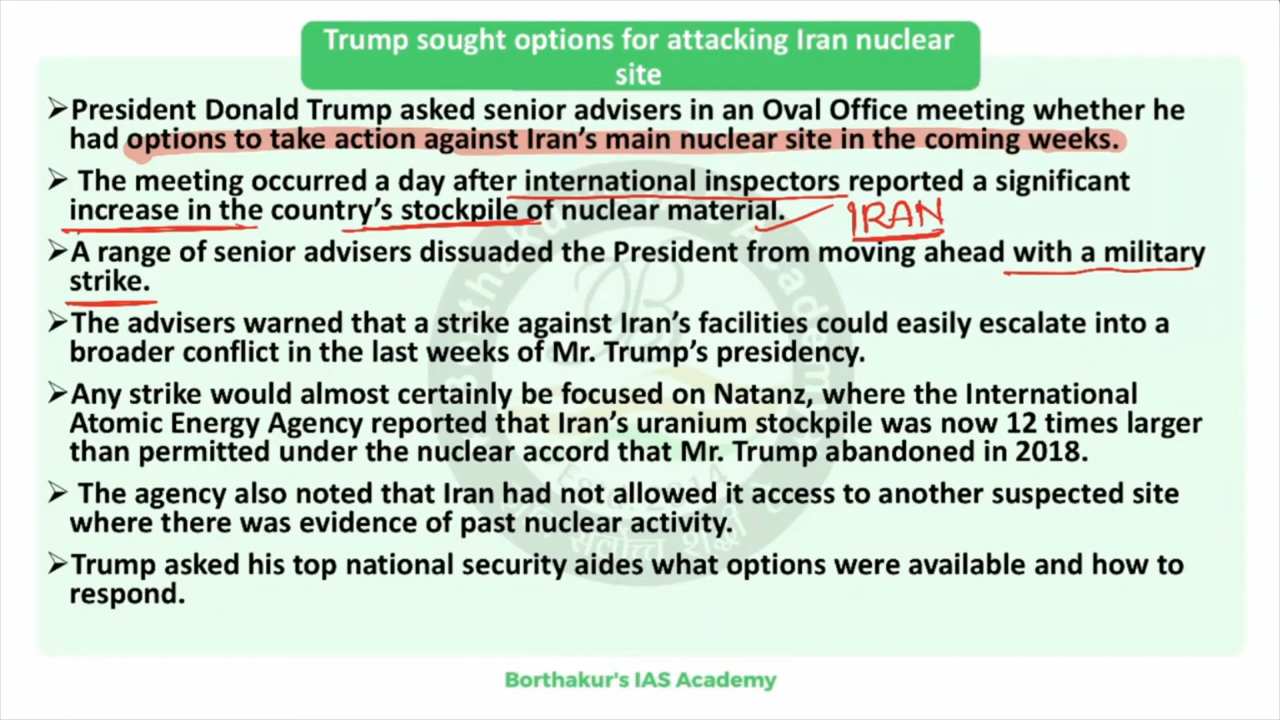 Trump sought options for attacking Iran nuclear
site
➢President Donald Trump asked senior advisers in an Oval Office meeting whether he
had options to take action against Iran's main nuclear site in the coming weeks.
➢ The meeting occurred a day after international inspectors reported a significant
increase in the country's stockpile of nuclear material. IRAN
➢A range of senior advisers dissuaded the President from moving ahead with a military
strike.
➢The advisers warned that a strike against Iran's facilities could easily escalate into a
broader conflict in the last weeks of Mr. Trump's presidency.
➢Any strike would almost certainly be focused on Natanz, where the International
Atomic Energy Agency reported that Iran's uranium stockpile was now 12 times larger
than permitted under the nuclear accord that Mr. Trump abandoned in 2018.
➢ The agency also noted that Iran had not allowed it access to another suspected site
where there was evidence of past nuclear activity.
➢Trump asked his top national security aides what options were available and how to
respond.
Borthakur's IAS Academy